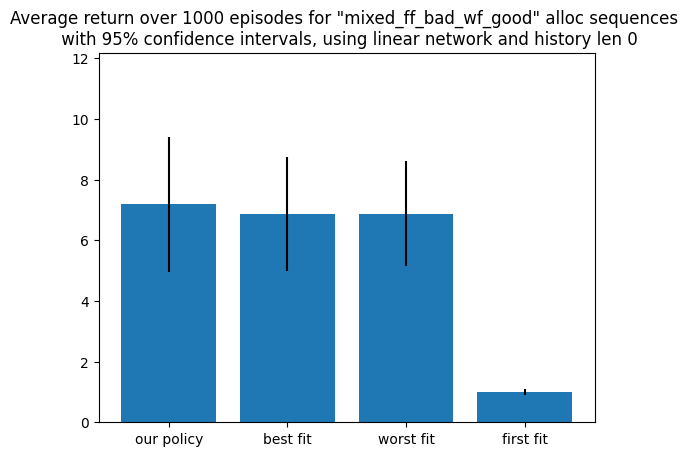 Average return over 1000 episodes for "mixed_ff_bad_wf_good" alloc sequences
with 95% confidence intervals, using linear network and history len 0
12
10
8
6
4
2
0
our policy
best fit
worst fit
first fit